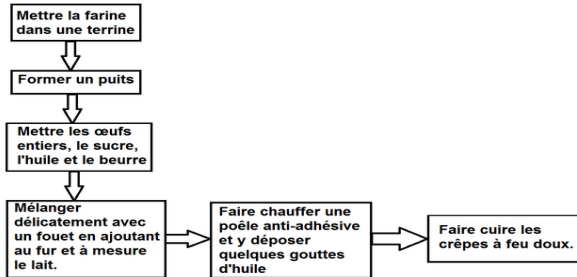 Mettre la farine
dans une terrine
Former un puits
Mettre les œufs
entiers, le sucre,
l'huile et le beurre
Mélanger
délicatement avec
un fouet en ajoutant
au fur et à mesure
le lait.
Faire chauffer une
poêle anti-adhésive
et y déposer
quelques gouttes
d'huile
Faire cuire les
crêpes à feu doux.